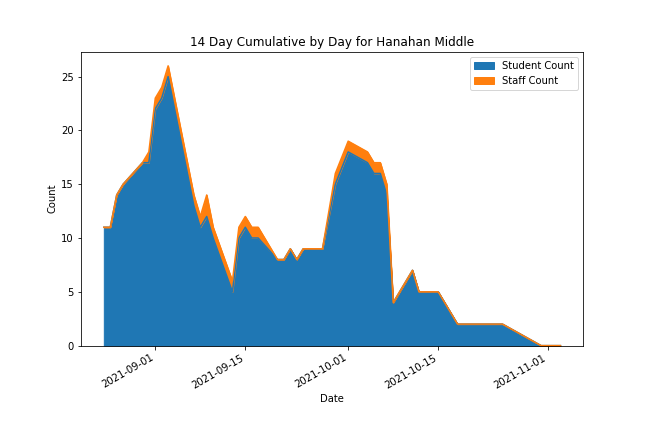 14 Day Cumulative by Day for Hanahan Middle
Student Count
Staff Count
25
20
15
10
5
0
Count
2021-09-01
2021-09-15
2021-10-01
2021-10-15
2021-11-01
Date